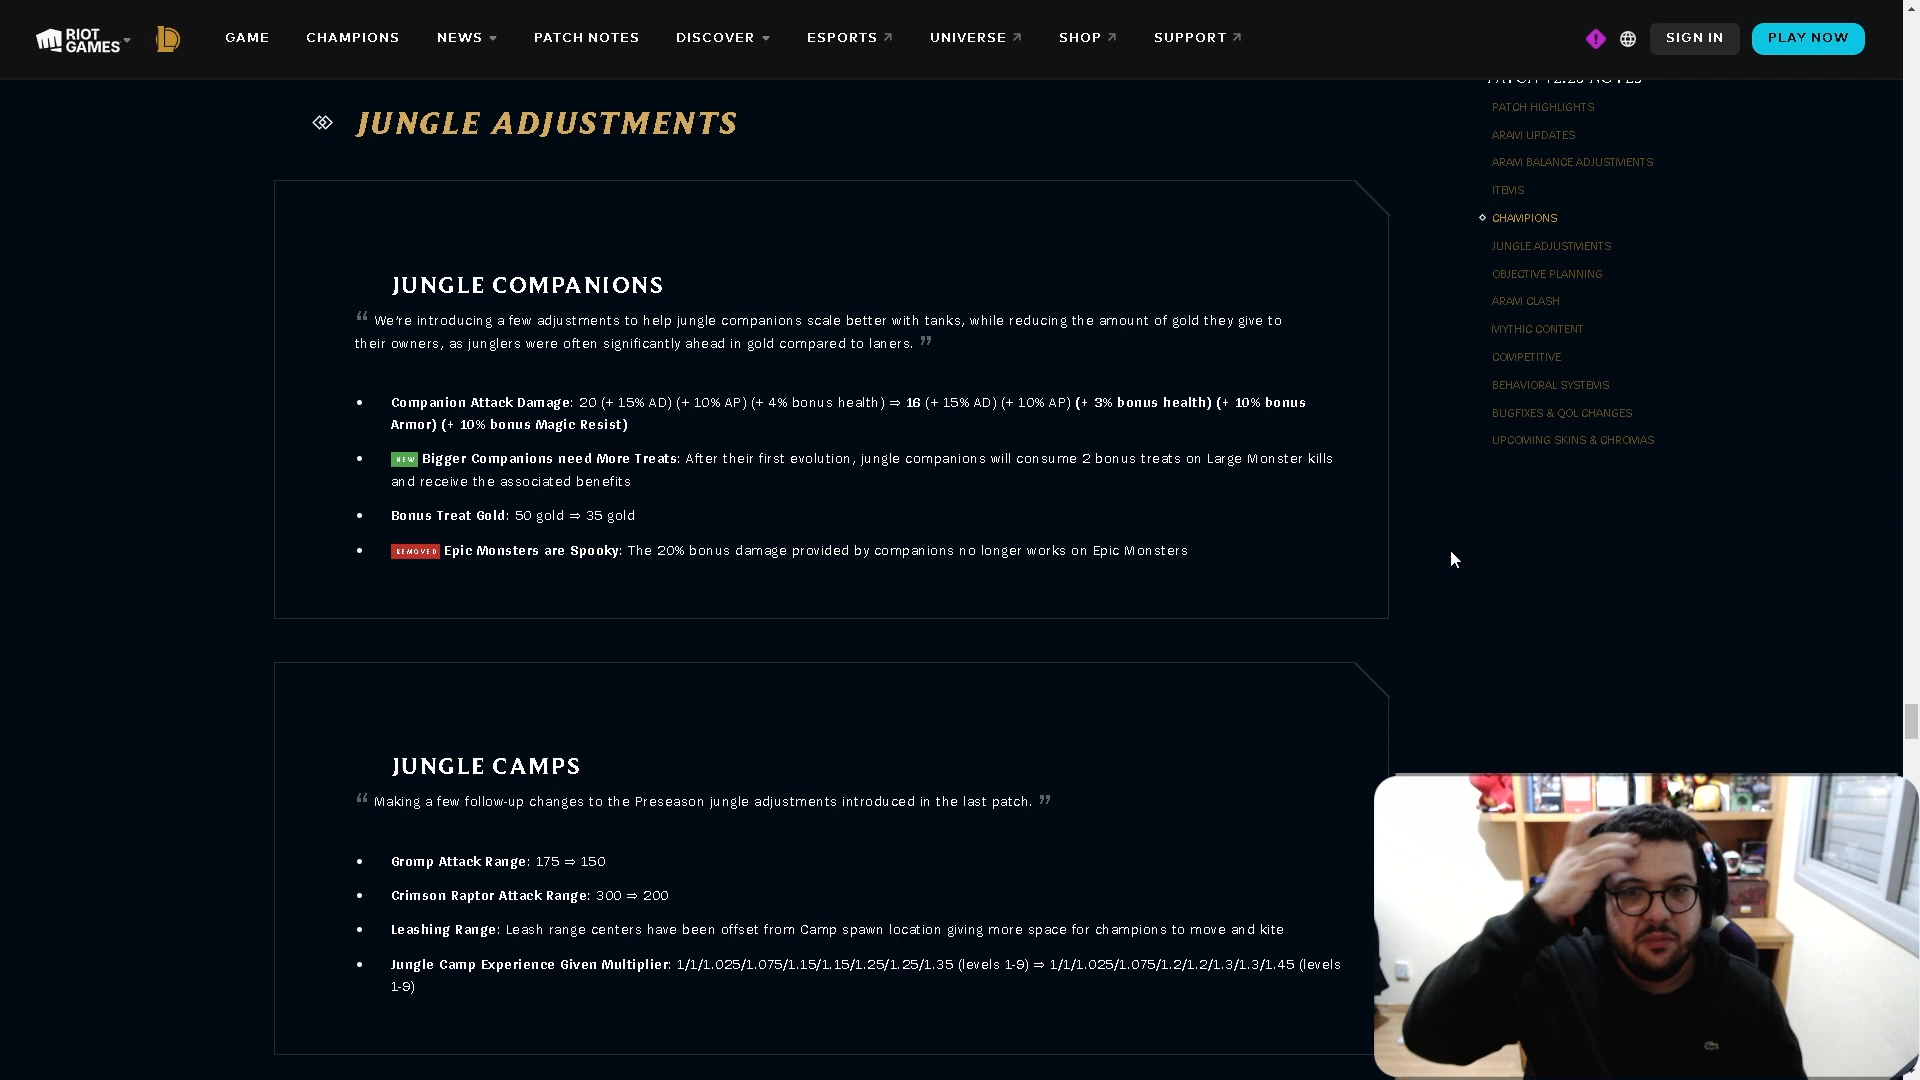 RIOT GAMES
GAME CHAMPIONS NEWS PATCH NOTES DISCOVER ESPORTS UNIVERSE SHOP SUPPORT
SIGN IN PLAY NOW
JUNGLE ADJUSTMENTS
JUNGLE COMPANIONS
“ We’re introducing a few adjustments to help jungle companions scale better with tanks, while reducing the amount of gold they give to
their owners, as junglers were often significantly ahead in gold compared to laners. ”
• Companion Attack Damage: 20 (+ 15% AD) (+ 10% AP) (+ 4% bonus health) ⇒ 16 (+ 15% AD) (+ 10% AP) (+ 3% bonus health) (+ 10% bonus
Armor) (+ 10% bonus Magic Resist)
• NEW Bigger Companions need More Treats: After their first evolution, jungle companions will consume 2 bonus treats on Large Monster kills
and receive the associated benefits
• Bonus Treat Gold: 50 gold ⇒ 35 gold
• REMOVED Epic Monsters are Spooky: The 20% bonus damage provided by companions no longer works on Epic Monsters
JUNGLE CAMPS
“ Making a few follow-up changes to the Preseason jungle adjustments introduced in the last patch. ”
• Gromp Attack Range: 175 ⇒ 150
• Crimson Raptor Attack Range: 300 ⇒ 200
• Leashing Range: Leash range centers have been offset from Camp spawn location giving more space for champions to move and kite
• Jungle Camp Experience Given Multiplier: 1/1/1.025/1.075/1.15/1.15/1.25/1.25/1.35 (levels 1-9) ⇒ 1/1/1.025/1.075/1.2/1.2/1.3/1.3/1.45 (levels
1-9)
PATCH 12.23 NOTES
PATCH HIGHLIGHTS
ARAM UPDATES
ARAM BALANCE ADJUSTMENTS
ITEMS
CHAMPIONS
JUNGLE ADJUSTMENTS
OBJECTIVE PLANNING
ARAM CLASH
MYTHIC CONTENT
COMPETITIVE
BEHAVIORAL SYSTEMS
BUGFIXES & QOL CHANGES
UPCOMING SKINS & CHROMAS